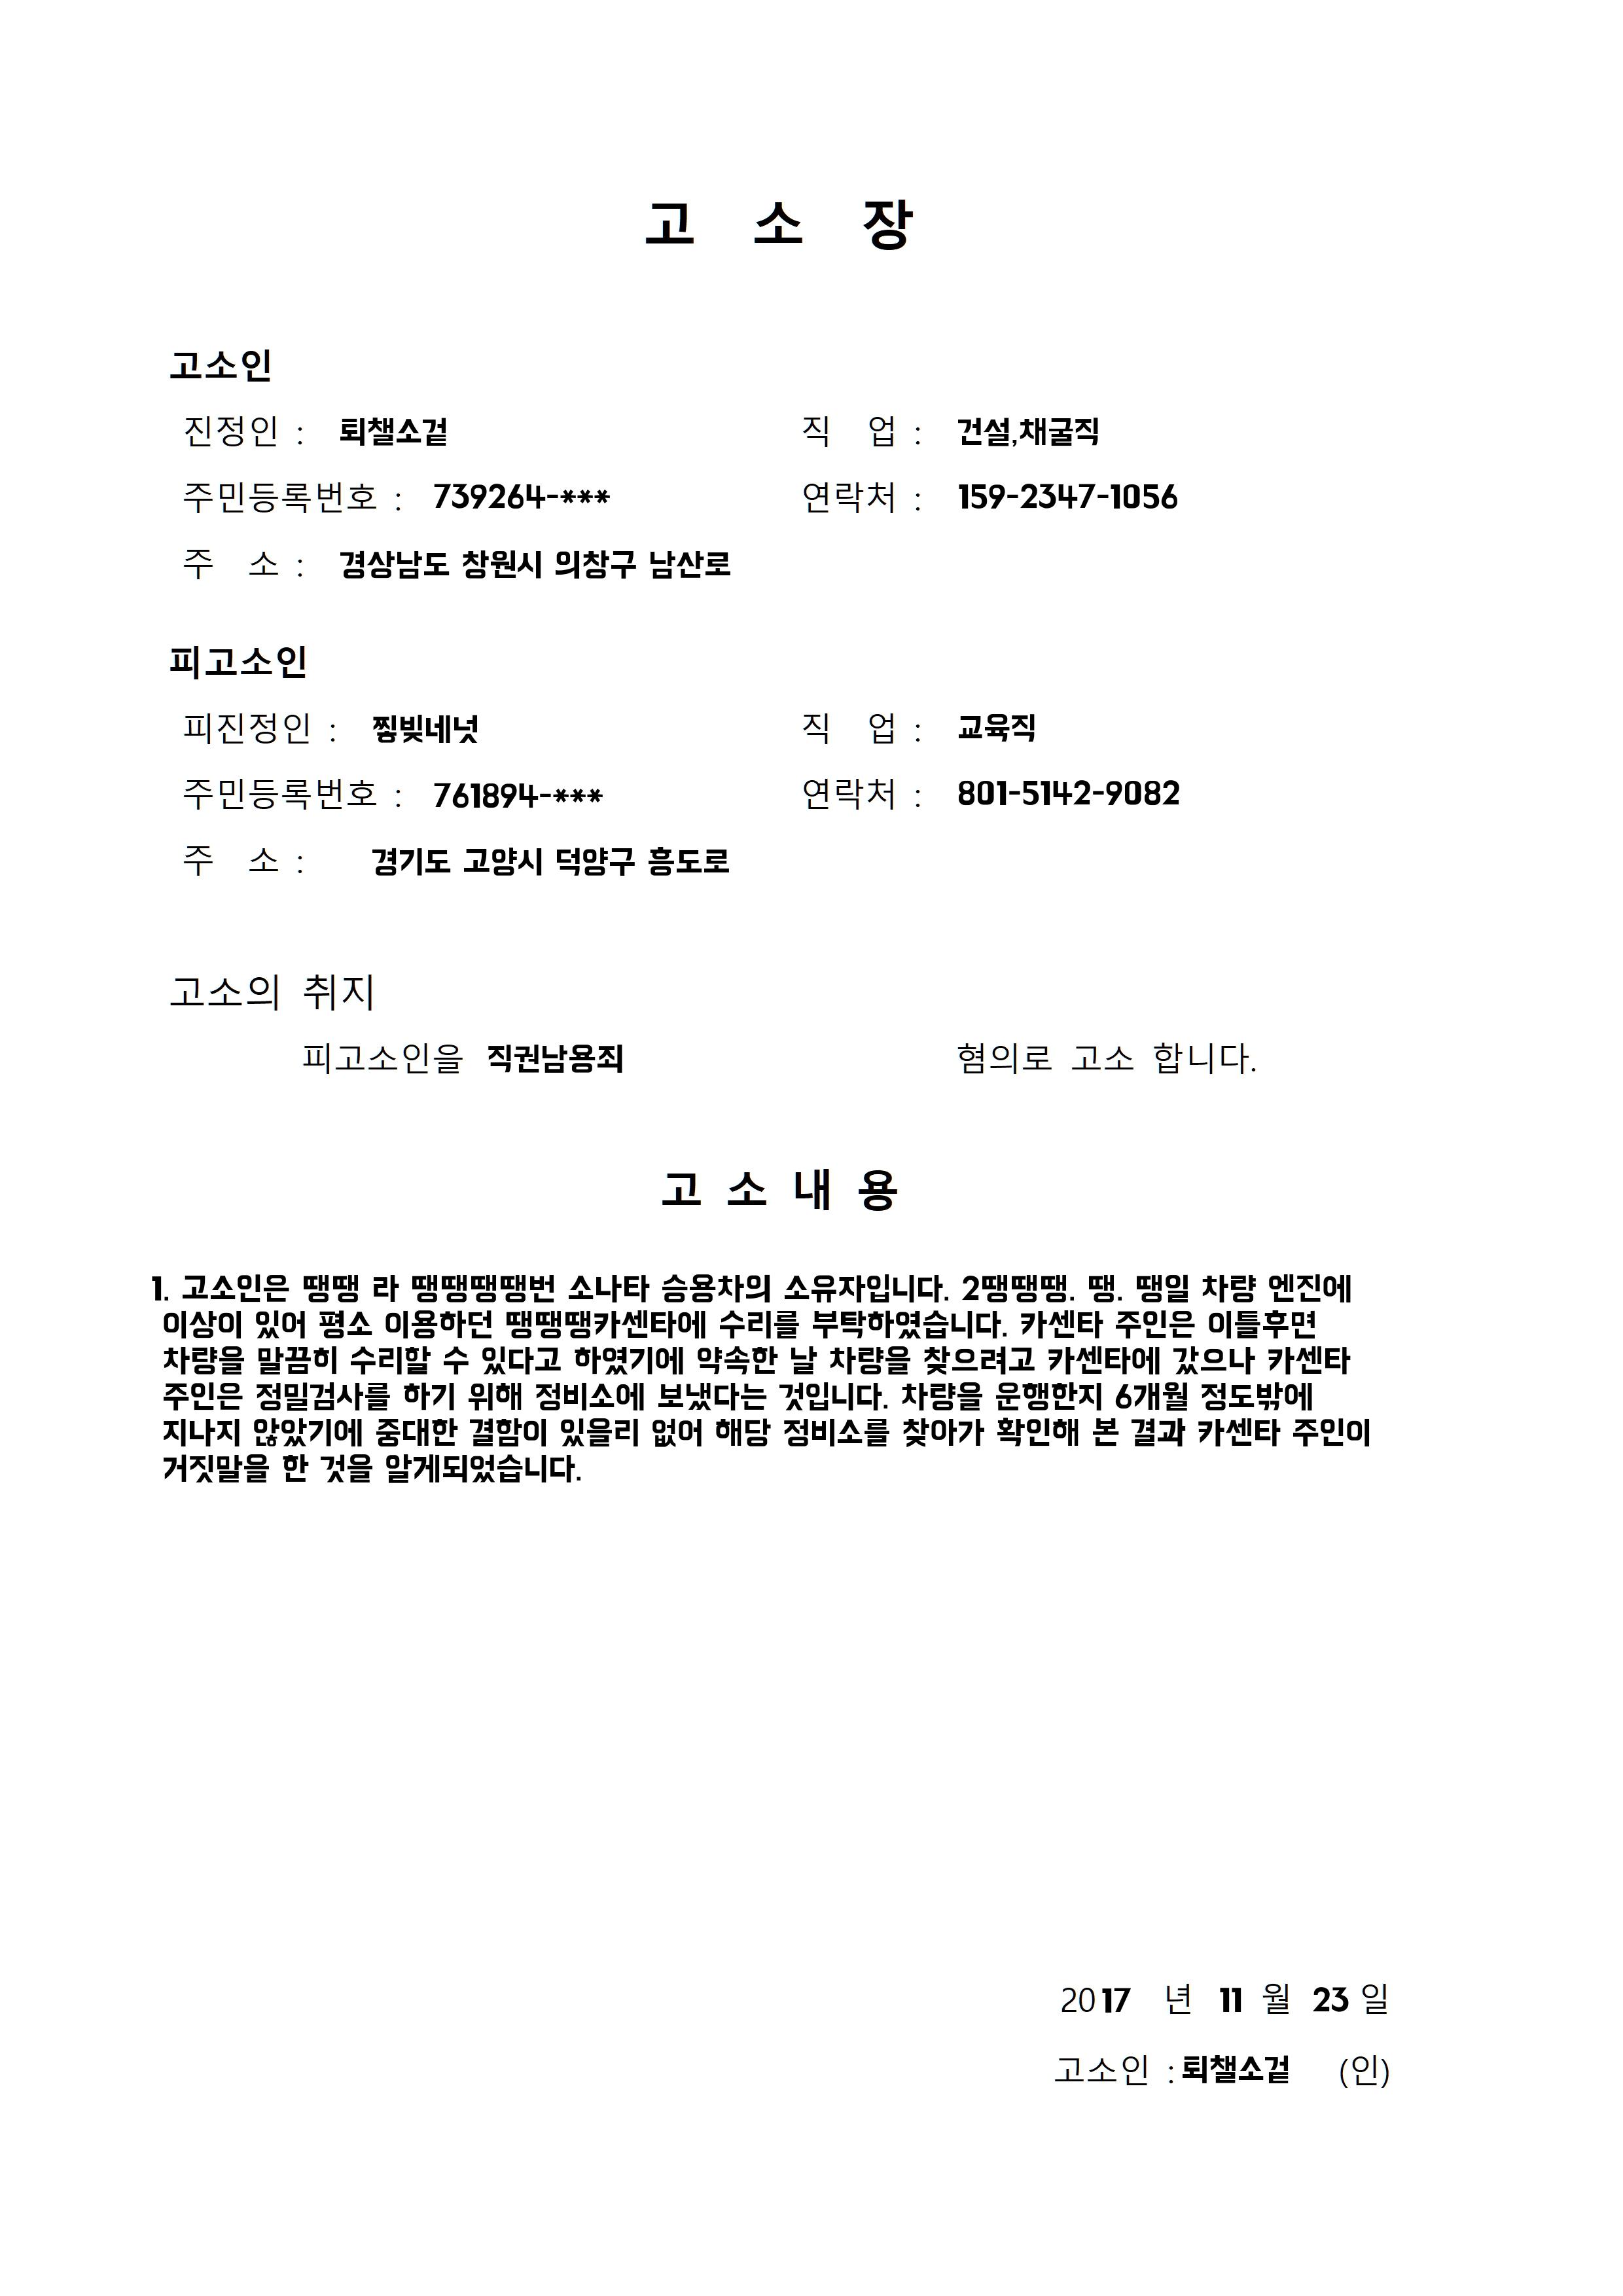 고 소 장
고소인
진정인 : 퇴챌소겉 직 업 : 건설,채굴직
주민등록번호 : 739264-*** 연락처 : 159-2347-1056
주 소 : 경상남도 창원시 의창구 남산로
피고소인
피진정인 : 찧빚네넛 직 업 : 교육직
주민등록번호 : 761894-*** 연락처 : 801-5142-9082
주 소 : 경기도 고양시 덕양구 흥도로
고소의 취지
피고소인을 직권남용죄 혐의로 고소 합니다.
고 소 내 용
1. 고소인은 땡땡 라 땡땡땡땡번 소나타 승용차의 소유자입니다. 2땡땡땡. 땡. 땡일 차량 엔진에
이상이 있어 평소 이용하던 땡땡땡카센타에 수리를 부탁하였습니다. 카센타 주인은 이틀후면
차량을 말끔히 수리할 수 있다고 하였기에 약속한 날 차량을 찾으려고 카센타에 갔으나 카센타
주인은 정밀검사를 하기 위해 정비소에 보냈다는 것입니다. 차량을 운행한지 6개월 정도밖에
지나지 않았기에 중대한 결함이 있을리 없어 해당 정비소를 찾아가 확인해 본 결과 카센타 주인이
거짓말을 한 것을 알게되었습니다.
2017 년 11 월 23 일
고소인 : 퇴챌소겉 (인)